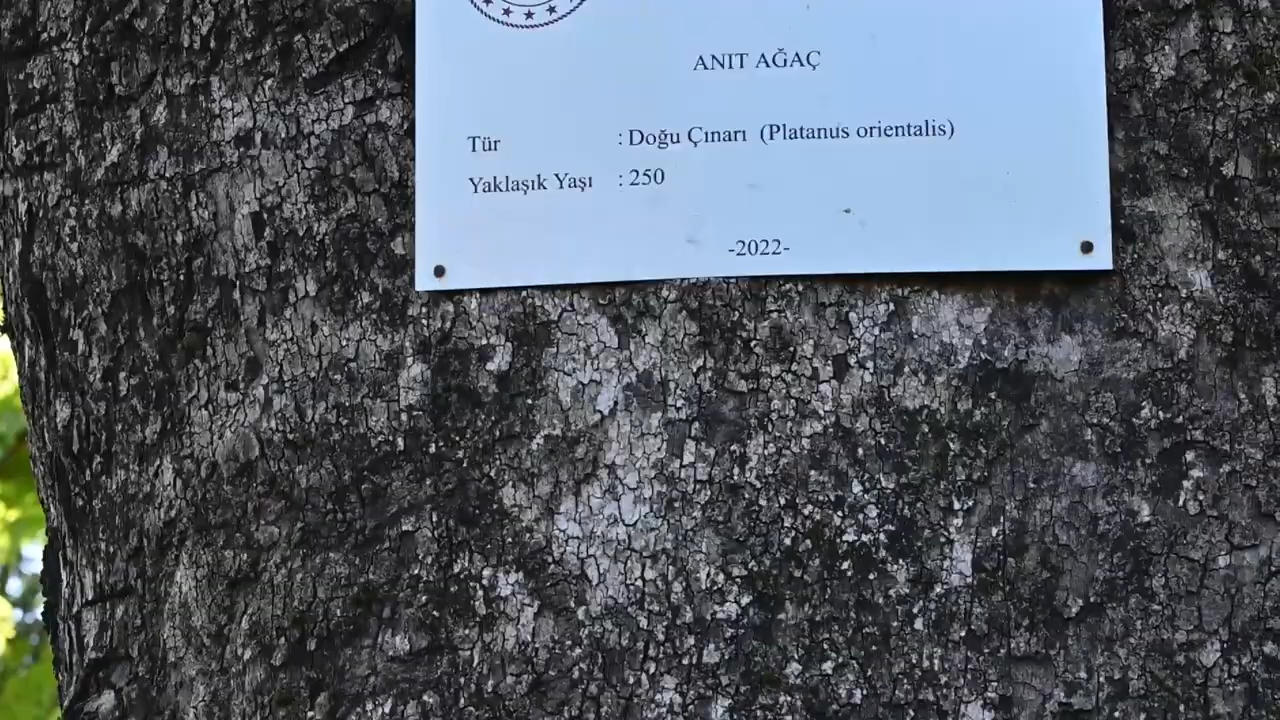 ANIT AĞAÇ
Tür : Doğu Çınarı (Platanus orientalis)
Yaklaşık Yaşı : 250
-2022-